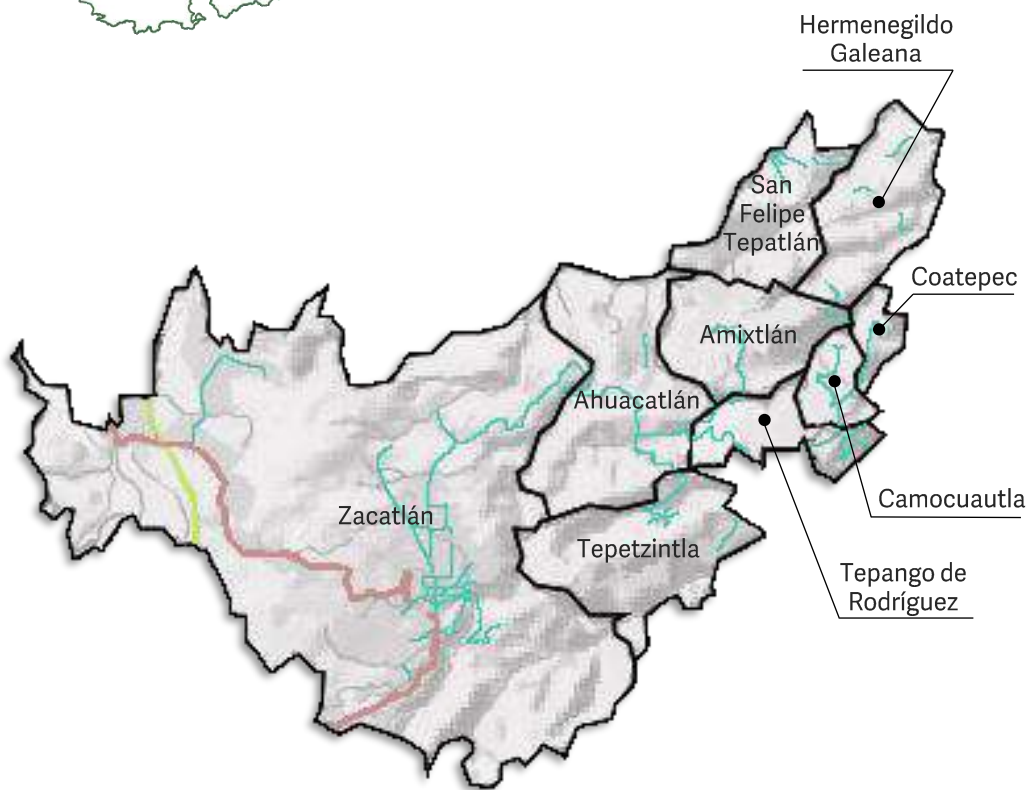 Hermenegildo
Galeana
San
Felipe
Tepatlán
Coatepec
Amixtlán
Ahuacatlán
Camocuautla
Zacatlán
Tepetzintla
Tepango de
Rodríguez